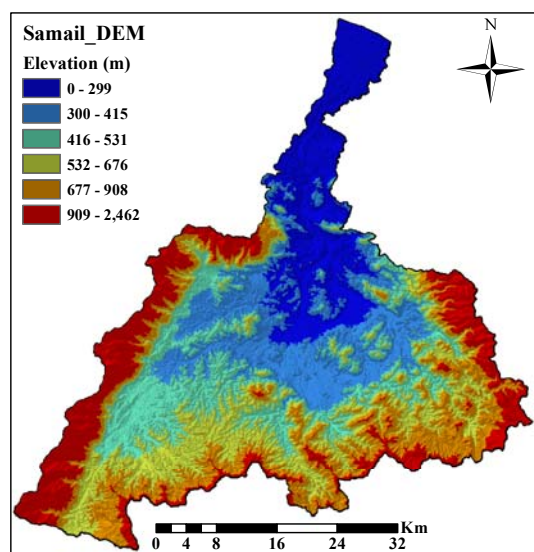 Samail_DEM
N
Elevation (m)
0 - 299
300 - 415
416 - 531
532 - 676
677 - 908
909 - 2,462
Km
0 4 8 16 24 32